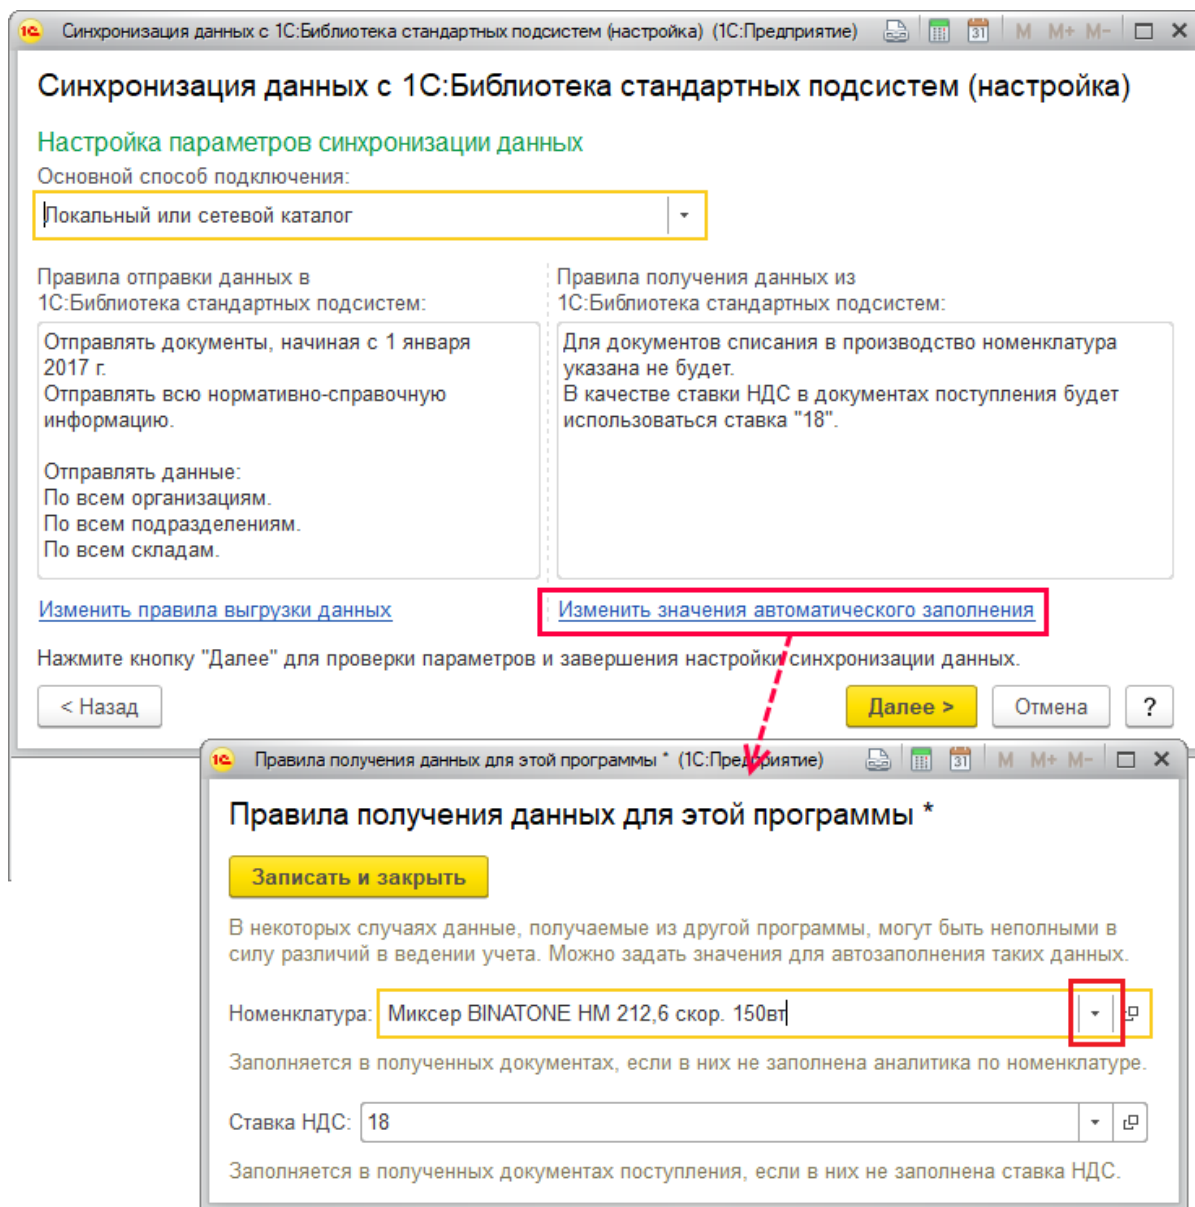 Синхронизация данных с 1С:Библиотека стандартных подсистем (настройка) (1С:Предприятие)
31
M M+ M-
Синхронизация данных с 1С:Библиотека стандартных подсистем (настройка)
Настройка параметров синхронизации данных
Основной способ подключения:
Локальный или сетевой каталог
Правила отправки данных в
1С:Библиотека стандартных подсистем:
Отправлять документы, начиная с 1 января
2017 г.
Отправлять всю нормативно-справочную
информацию.
Отправлять данные:
По всем организациям.
По всем подразделениям.
По всем складам.
Изменить правила выгрузки данных
Правила получения данных из
1С:Библиотека стандартных подсистем:
Для документов списания в производство номенклатура
указана не будет.
В качестве ставки НДС в документах поступления будет
использоваться ставка "18".
Изменить значения автоматического заполнения
Нажмите кнопку "Далее" для проверки параметров и завершения настройки синхронизации данных.
< Назад
Далее >
Отмена
?
Правила получения данных для этой программы * (1С:Предприятие)
31
M M+ M-
Правила получения данных для этой программы *
Записать и закрыть
В некоторых случаях данные, получаемые из другой программы, могут быть неполными в
силу различий в ведении учета. Можно задать значения для автозаполнения таких данных.
Номенклатура: Миксер BINATONE HM 212,6 скор. 150вт
Заполняется в полученных документах, если в них не заполнена аналитика по номенклатуре.
Ставка НДС: 18
Заполняется в полученных документах поступления, если в них не заполнена ставка НДС.